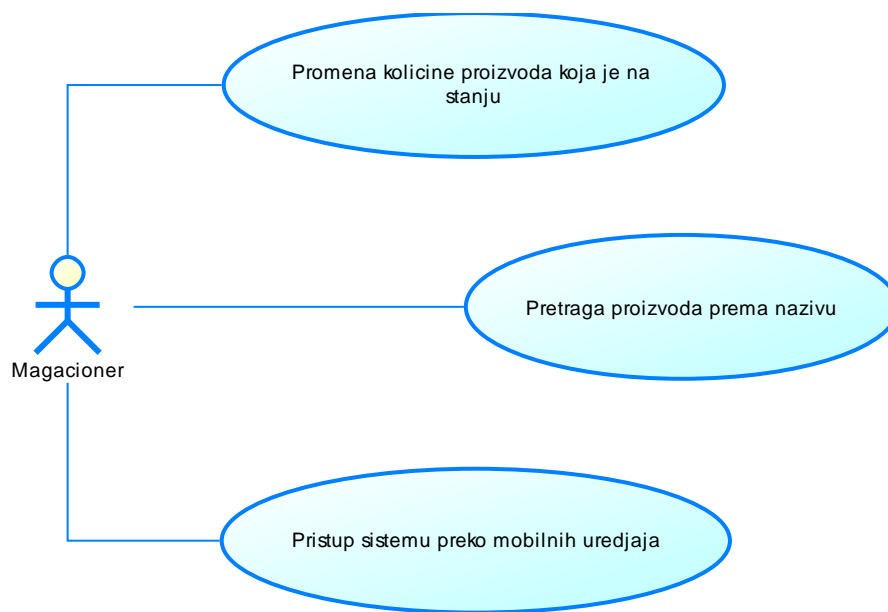 Promena kolicine proizvoda koja je na
stanju
Pretraga proizvoda prema nazivu
Magacioner
Pristup sistemu preko mobilnih uredjaja